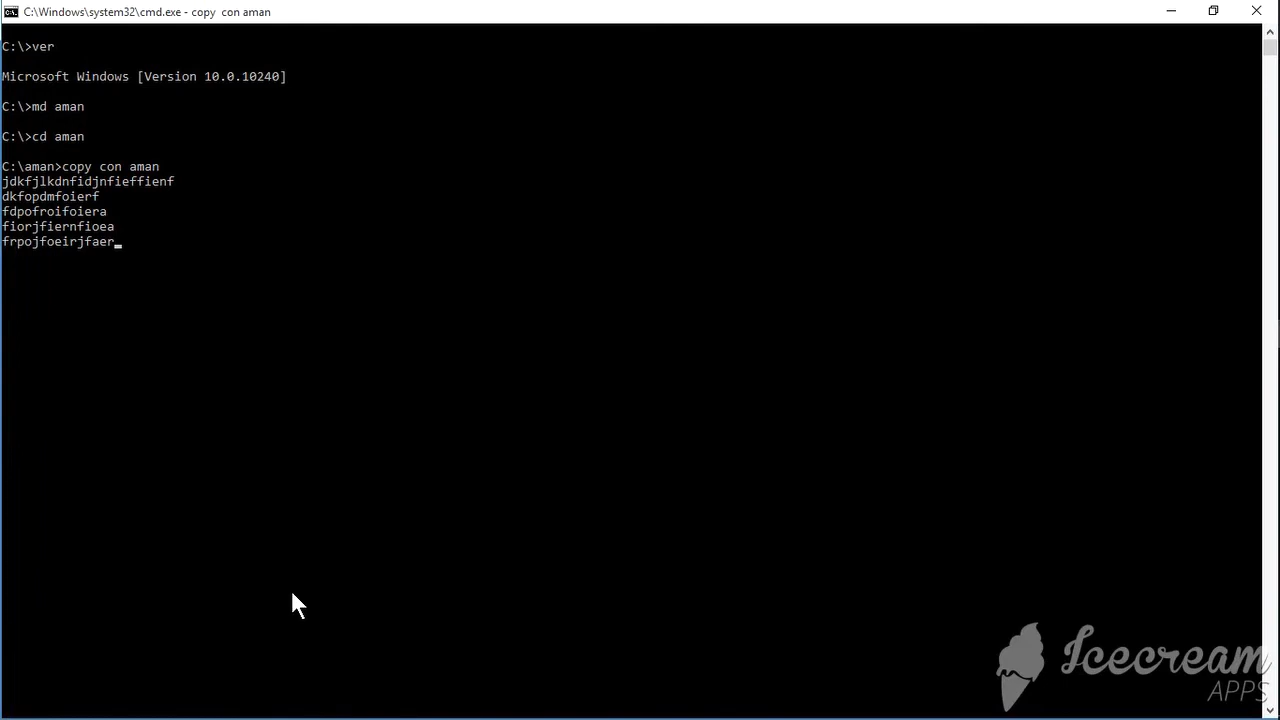 C:\Windows\system32\cmd.exe - copy  con aman
C:\>ver
Microsoft Windows [Version 10.0.10240]
C:\>md aman
C:\>cd aman
C:\aman>copy con aman
jdkfjlkdnfidjnfieffienf
dkfopdmfoierf
fdpofroifoiera
fiorjfiernfioea
frpojfoeirjfaer_
Icecream
APPS